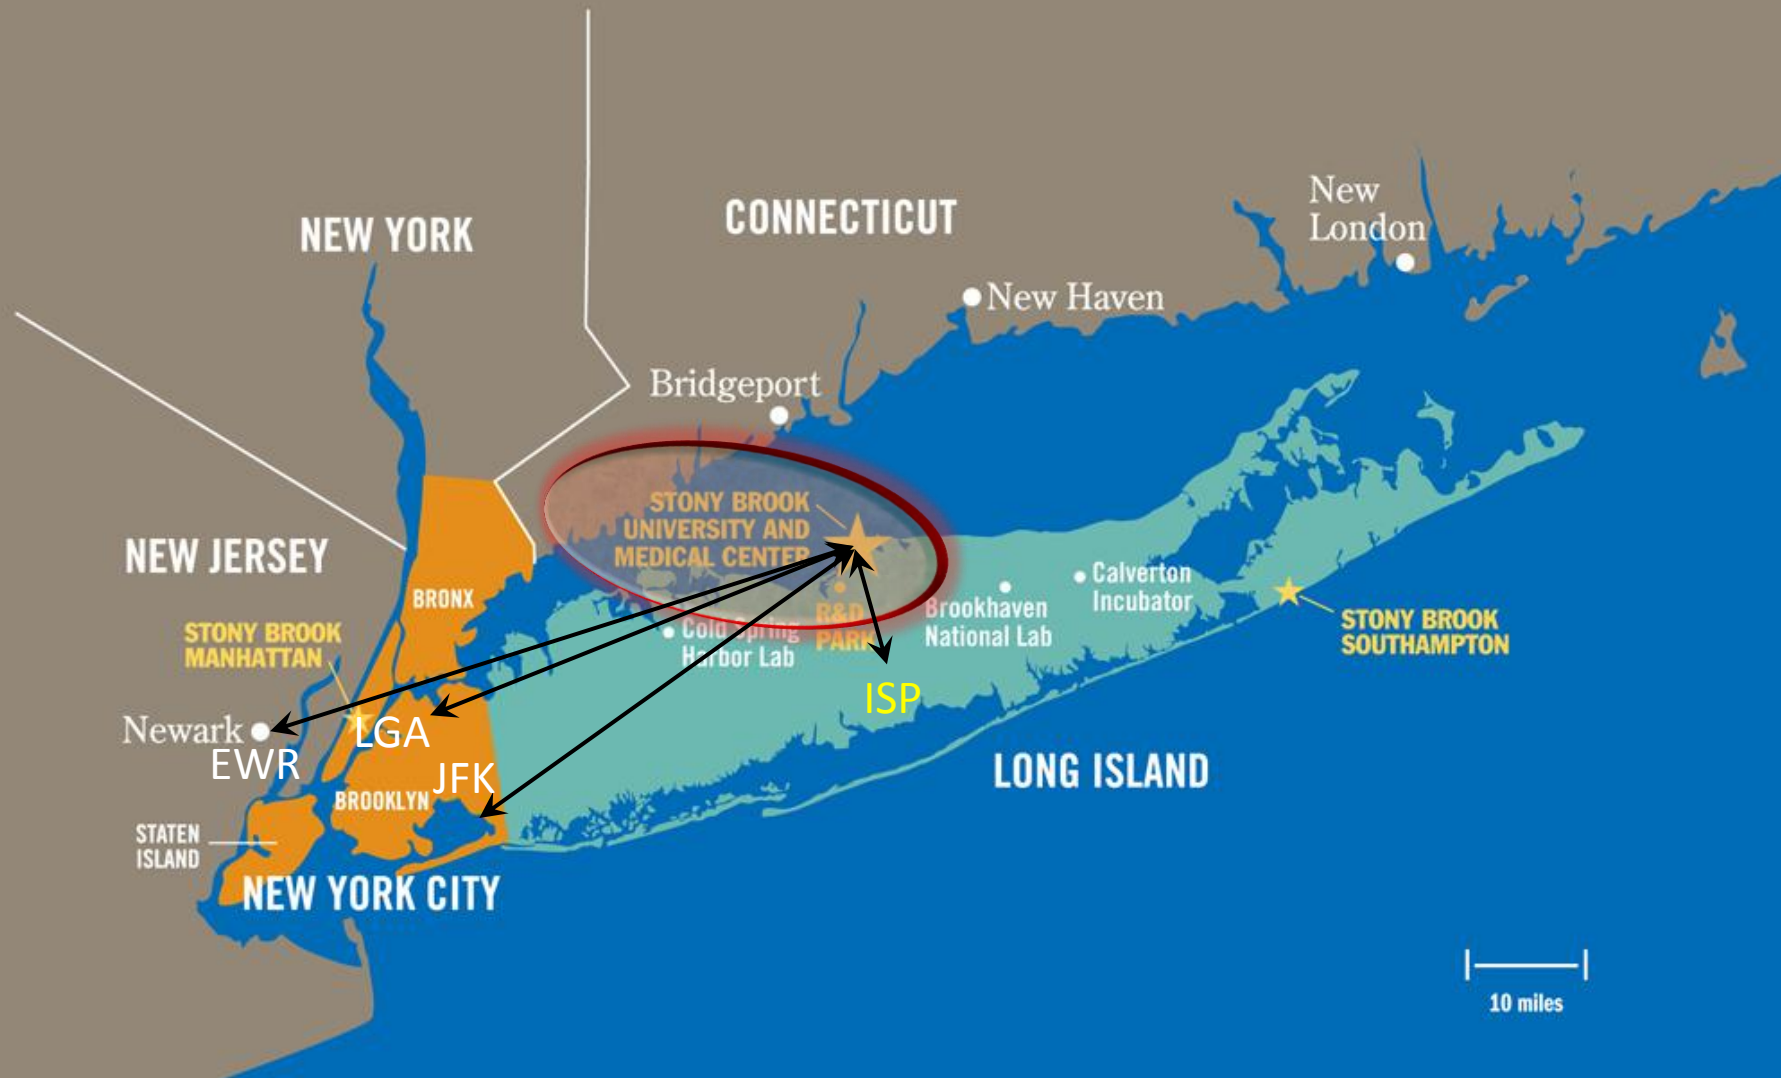 New
London
CONNECTICUT
NEW YORK
New Haven
Bridgeport
STONY BROOK
UNIVERSITY AND
MEDICAL CENTER
NEW JERSEY
BRONX
Calverton
Incubator
R&D
PARK
Brookhaven
National Lab
STONY BROOK
SOUTHAMPTON
STONY BROOK
MANHATTAN
Cold Spring
Harbor Lab
ISP
Newark
LGA
EWR
JFK
LONG ISLAND
BROOKLYN
STATEN
ISLAND
NEW YORK CITY
10 miles